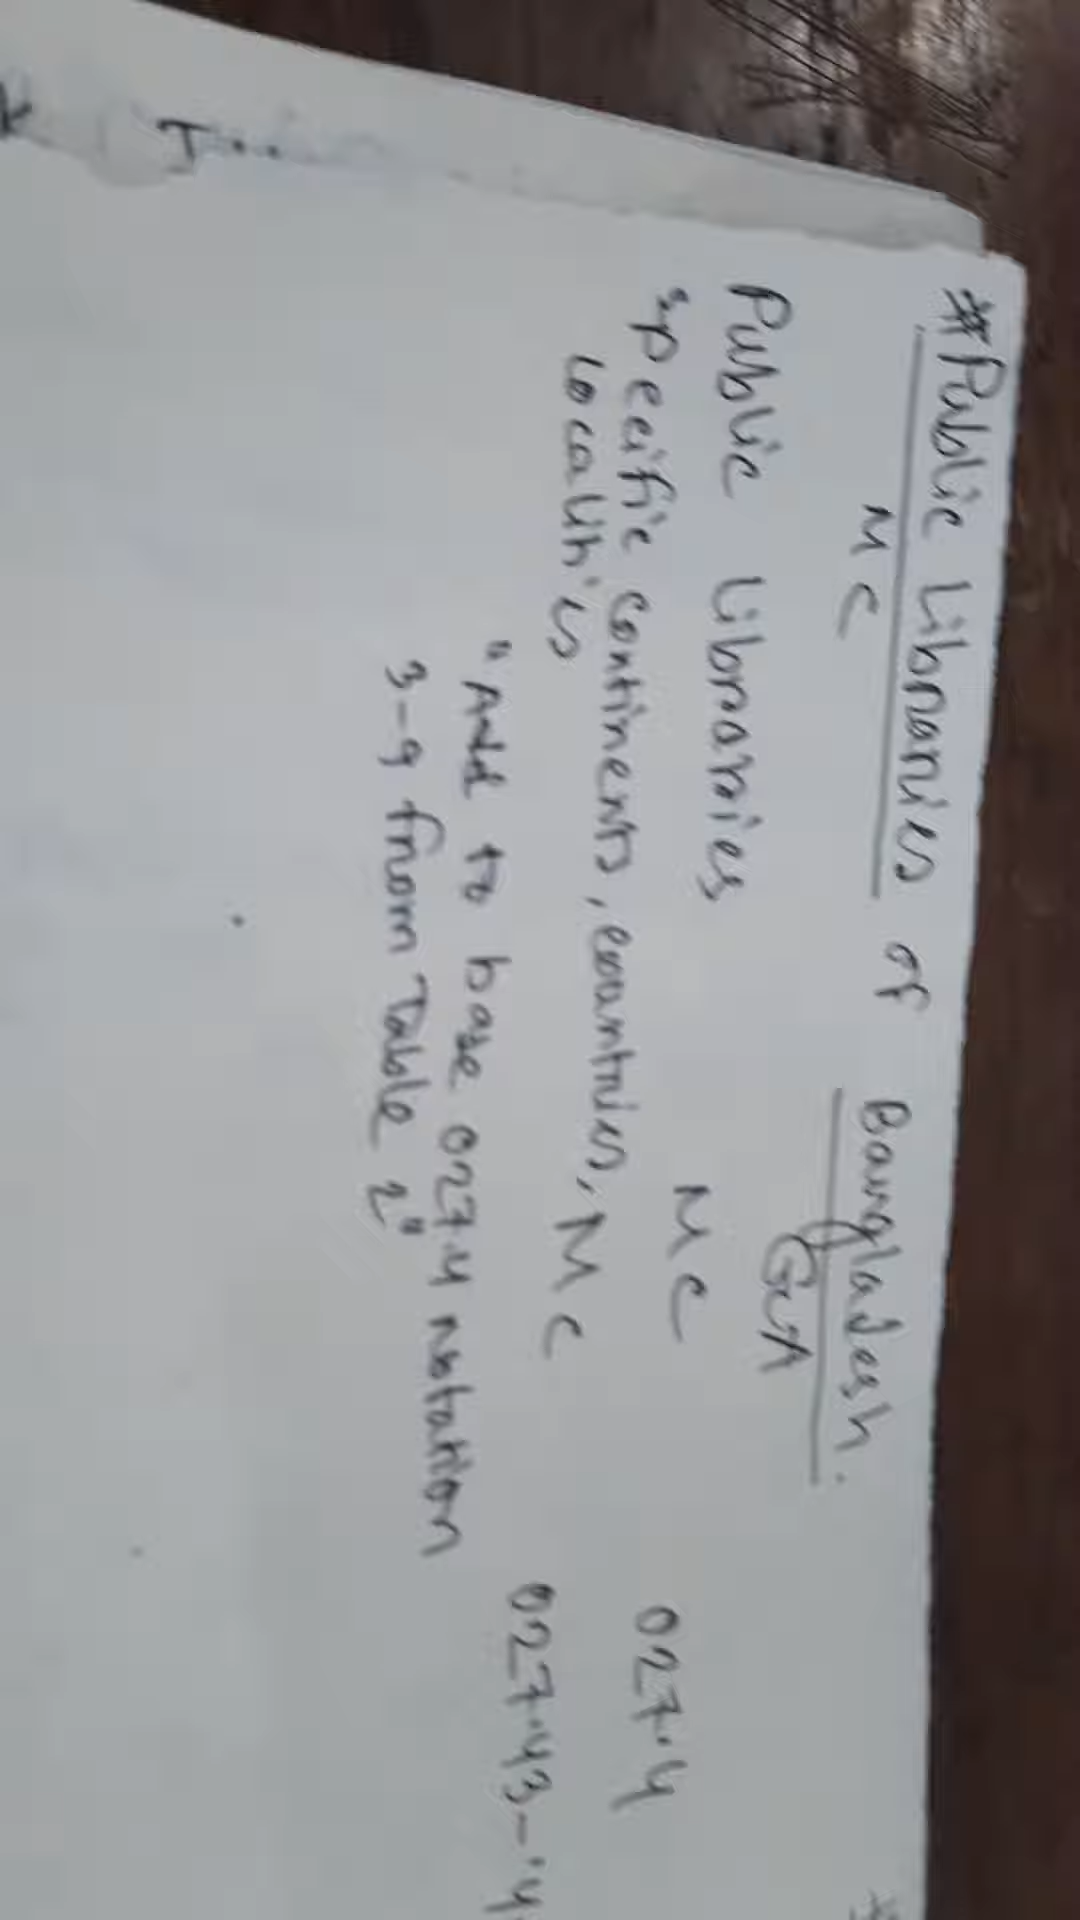 #Public Libraries of Bangladesh.
MC GA
Public Libraries MC 027.4
Specific continents, countries, MC 027.43-.4
"Add to base 027.4 notation
3-9 from Table 2"